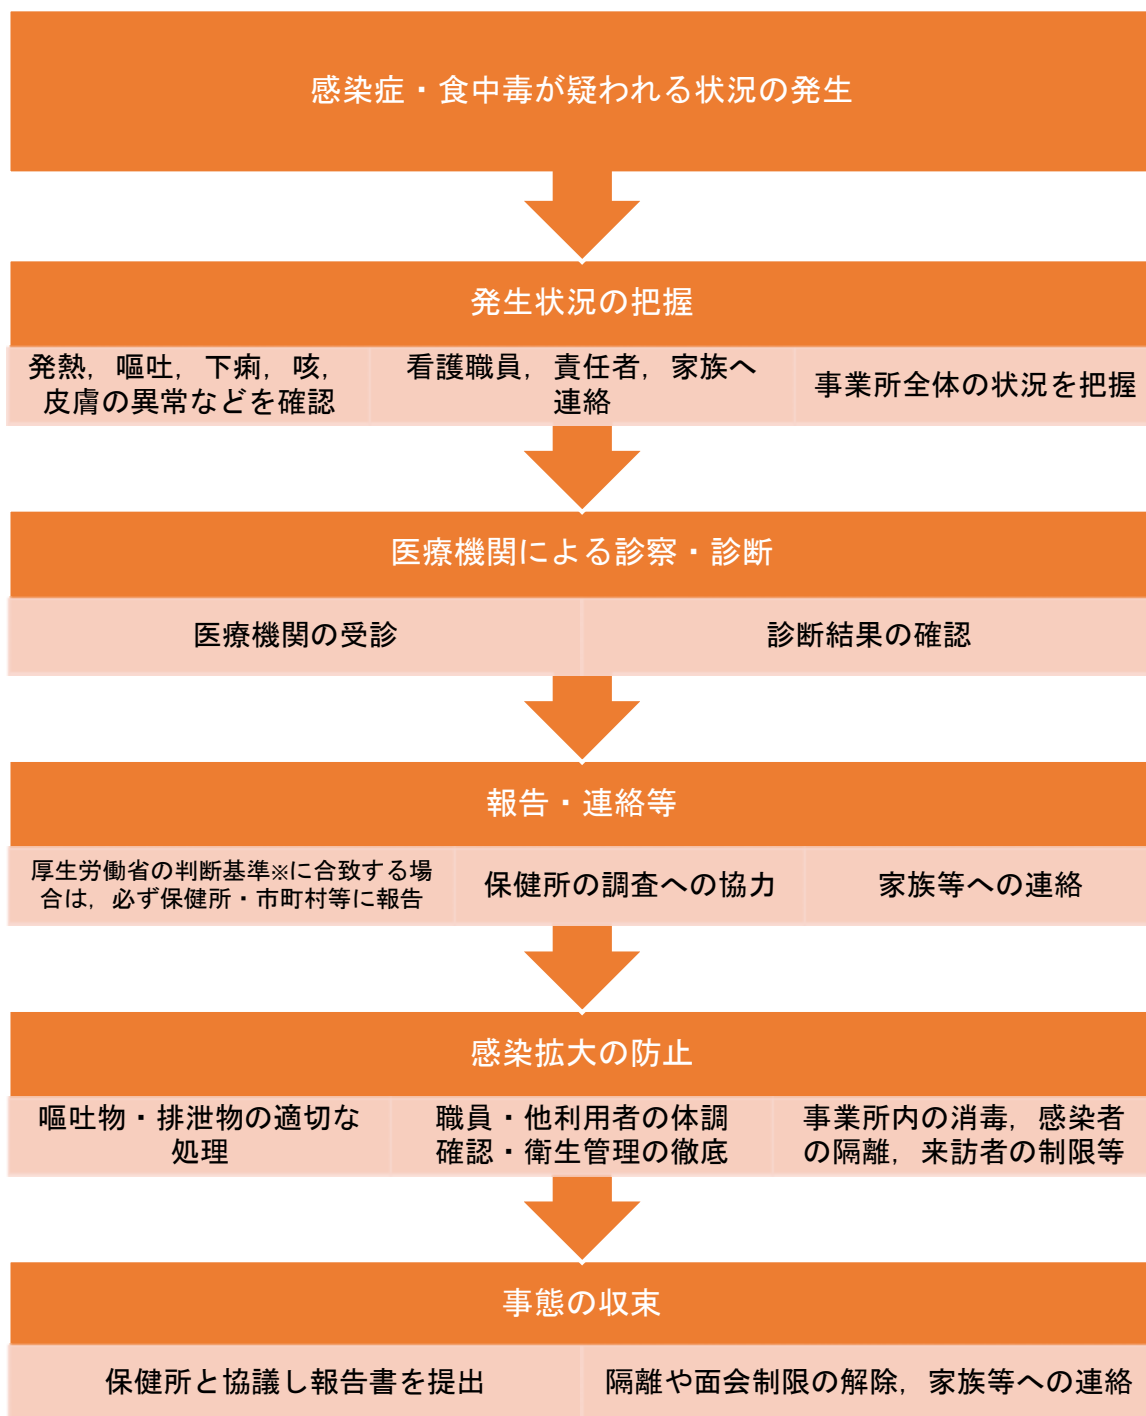 感染症・食中毒が疑われる状況の発生
発生状況の把握
発熱，嘔吐，下痢，咳，
皮膚の異常などを確認
看護職員，責任者，家族へ
連絡
事業所全体の状況を把握
医療機関による診察・診断
医療機関の受診
診断結果の確認
報告・連絡等
厚生労働省の判断基準※に合致する場
合は，必ず保健所・市町村等に報告
保健所の調査への協力
家族等への連絡
感染拡大の防止
嘔吐物・排泄物の適切な
処理
職員・他利用者の体調
確認・衛生管理の徹底
事業所内の消毒，感染者
の隔離，来訪者の制限等
事態の収束
保健所と協議し報告書を提出
隔離や面会制限の解除，家族等への連絡